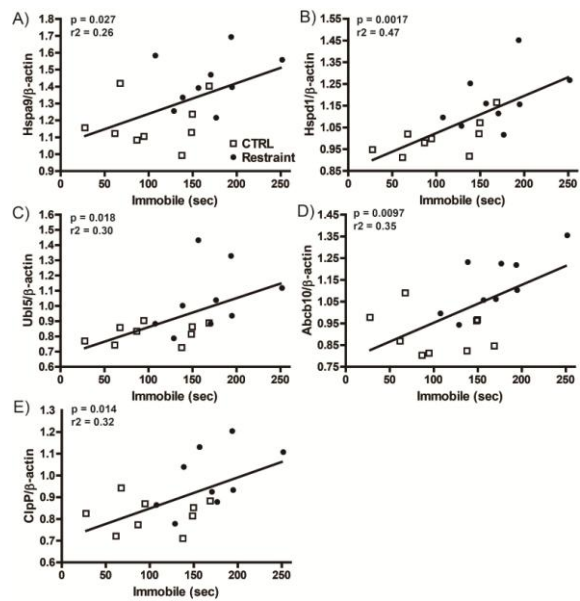 A)
p = 0.027
r2 = 0.26
1.8
1.7
1.6
1.5
1.4
1.3
1.2
1.1
1.0
0.9
Hspa9/β-actin
CTRL
Restraint
0 50 100 150 200 250
Immobile (sec)
B)
p = 0.0017
r2 = 0.47
1.55
1.45
1.35
1.25
1.15
1.05
0.95
0.85
Hspd1/β-actin
0 50 100 150 200 250
Immobile (sec)
C)
p = 0.018
r2 = 0.30
1.6
1.5
1.4
1.3
1.2
1.1
1.0
0.9
0.8
0.7
0.6
Ubl5/β-actin
0 50 100 150 200 250
Immobile (sec)
D)
p = 0.0097
r2 = 0.35
1.45
1.35
1.25
1.15
1.05
0.95
0.85
0.75
Abcb10/β-actin
0 50 100 150 200 250
Immobile (sec)
E)
p = 0.014
r2 = 0.32
1.3
1.2
1.1
1.0
0.9
0.8
0.7
0.6
ClpP/β-actin
0 50 100 150 200 250
Immobile (sec)